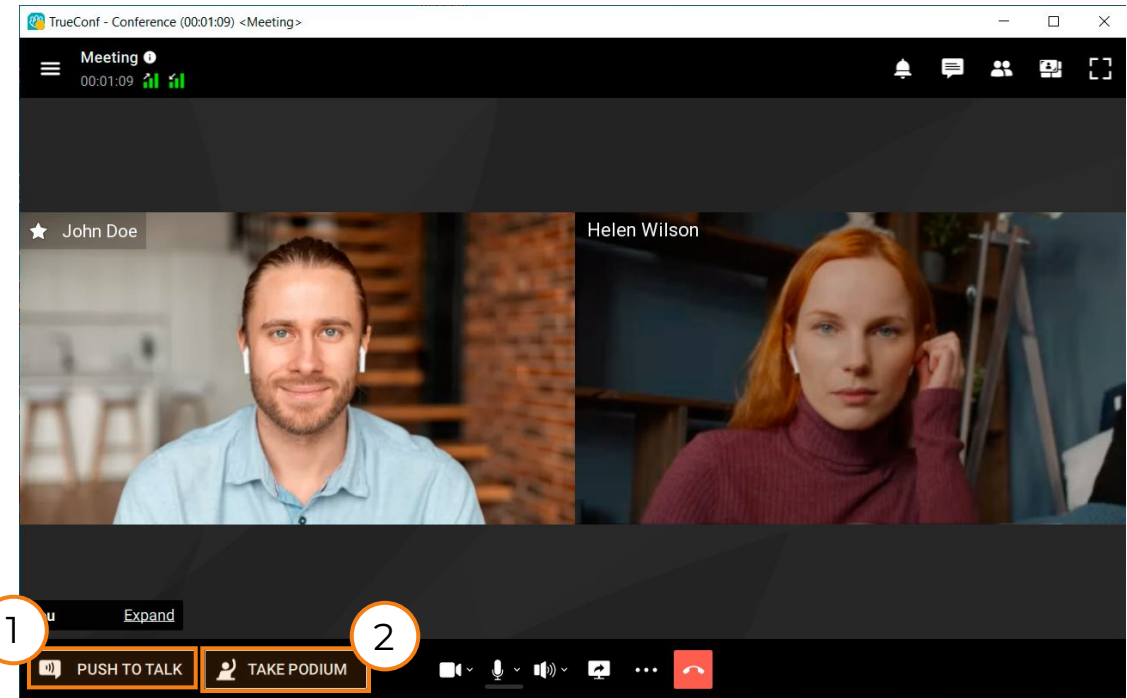 TrueConf - Conference (00:01:09) <Meeting>
Meeting
00:01:09
John Doe
Helen Wilson
Expand
1
2
PUSH TO TALK
TAKE PODIUM